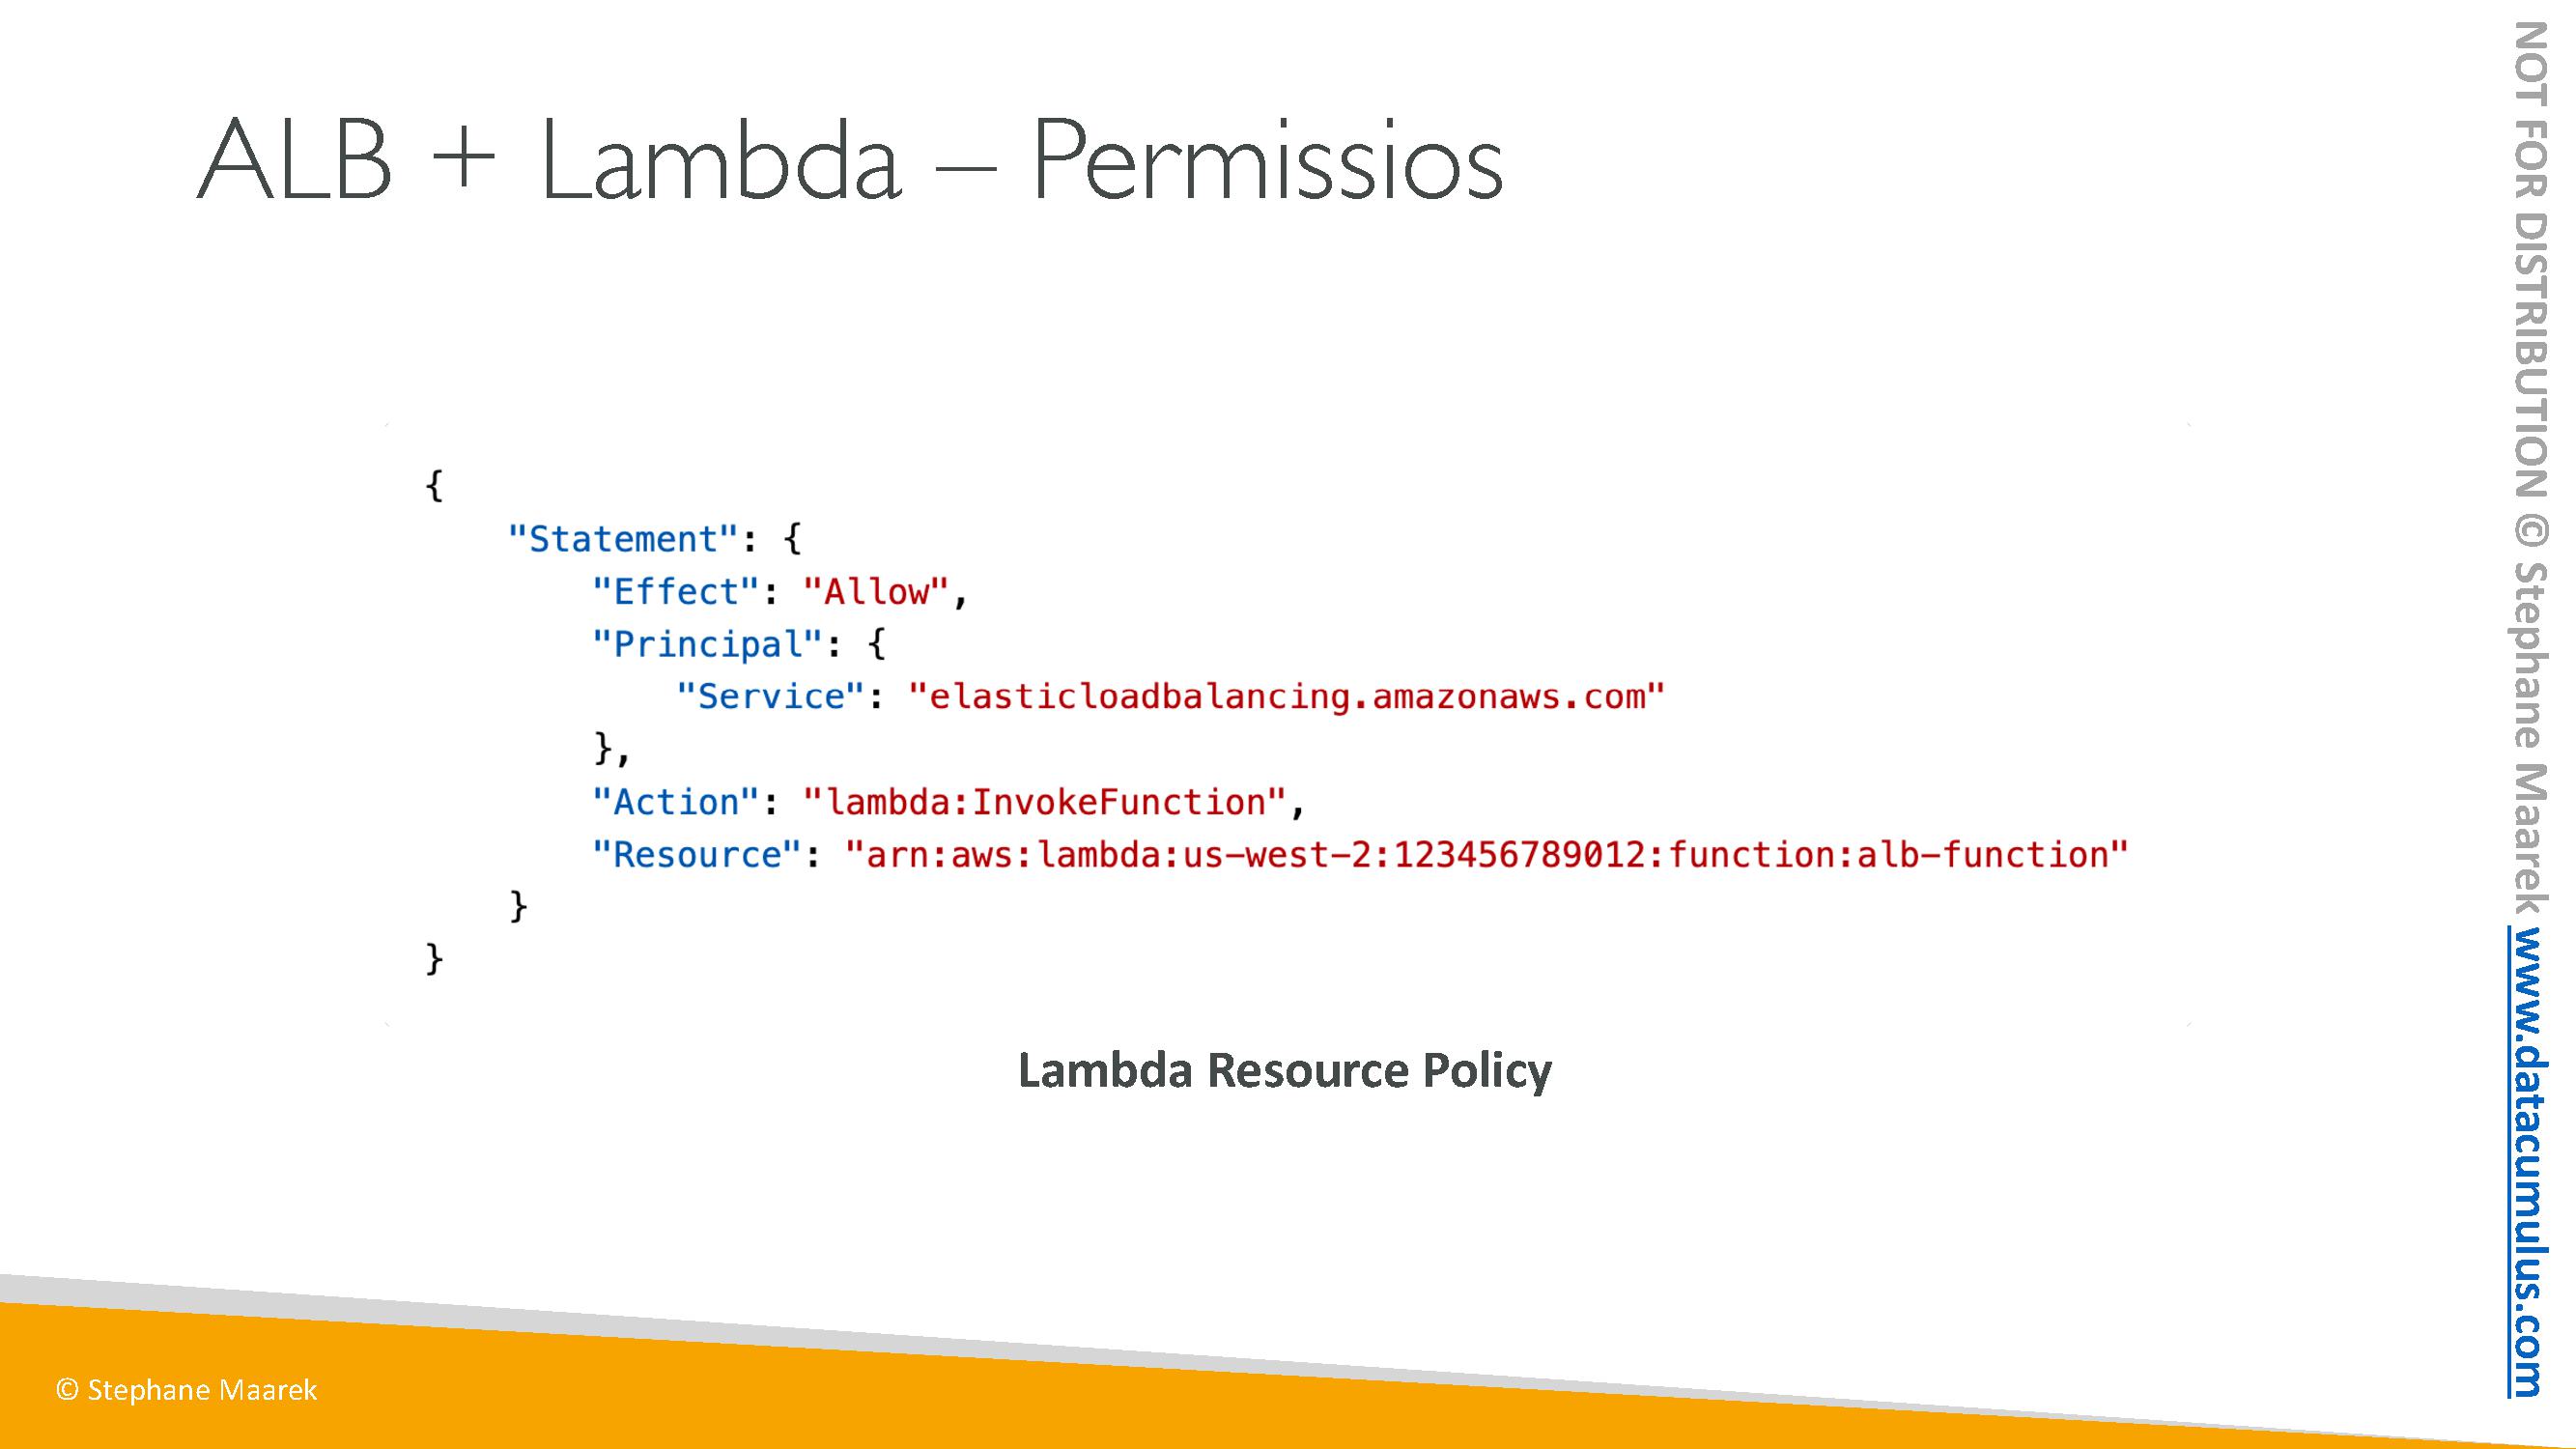 ALB + Lambda – Permissios
{
    "Statement": {
        "Effect": "Allow",
        "Principal": {
            "Service": "elasticloadbalancing.amazonaws.com"
        },
        "Action": "lambda:InvokeFunction",
        "Resource": "arn:aws:lambda:us-west-2:123456789012:function:alb-function"
    }
}
Lambda Resource Policy
© Stephane Maarek
NOT FOR DISTRIBUTION © Stephane Maarek www.datacumulus.com